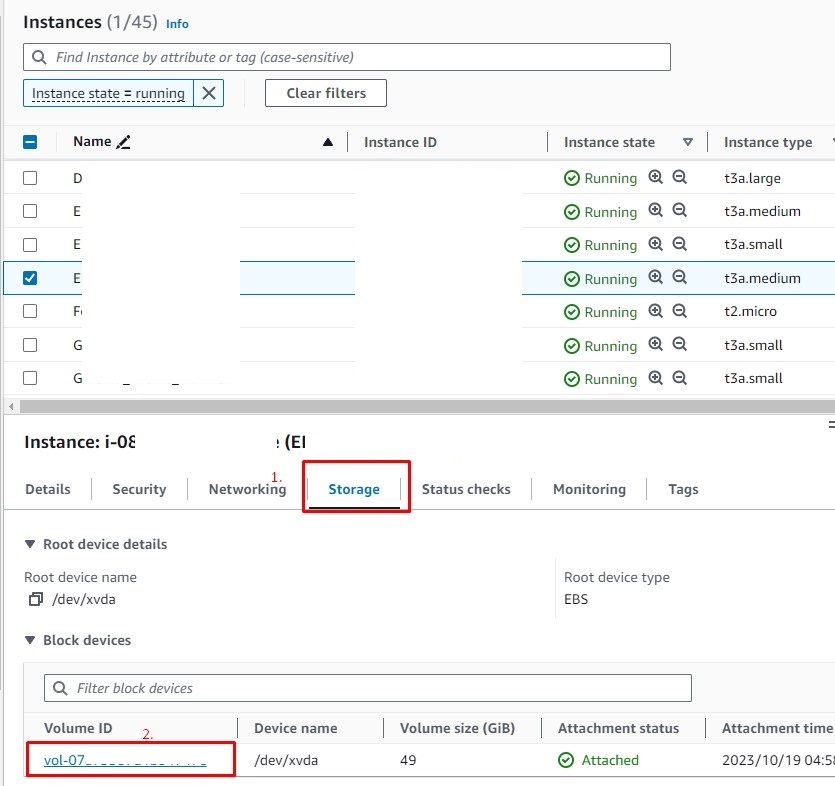 Instances (1/45) Info
Find Instance by attribute or tag (case-sensitive)
Instance state = running Clear filters
Name Instance ID Instance state Instance type
D Running t3a.large
E Running t3a.medium
E Running t3a.small
E Running t3a.medium
F Running t2.micro
G Running t3a.small
G Running t3a.small
Instance: i-08 (EI
1.
Details Security Networking Storage Status checks Monitoring Tags
Root device details
Root device name Root device type
/dev/xvda EBS
Block devices
Filter block devices
2.
Volume ID Device name Volume size (GiB) Attachment status Attachment time
vol-07 /dev/xvda 49 Attached 2023/10/19 04:58